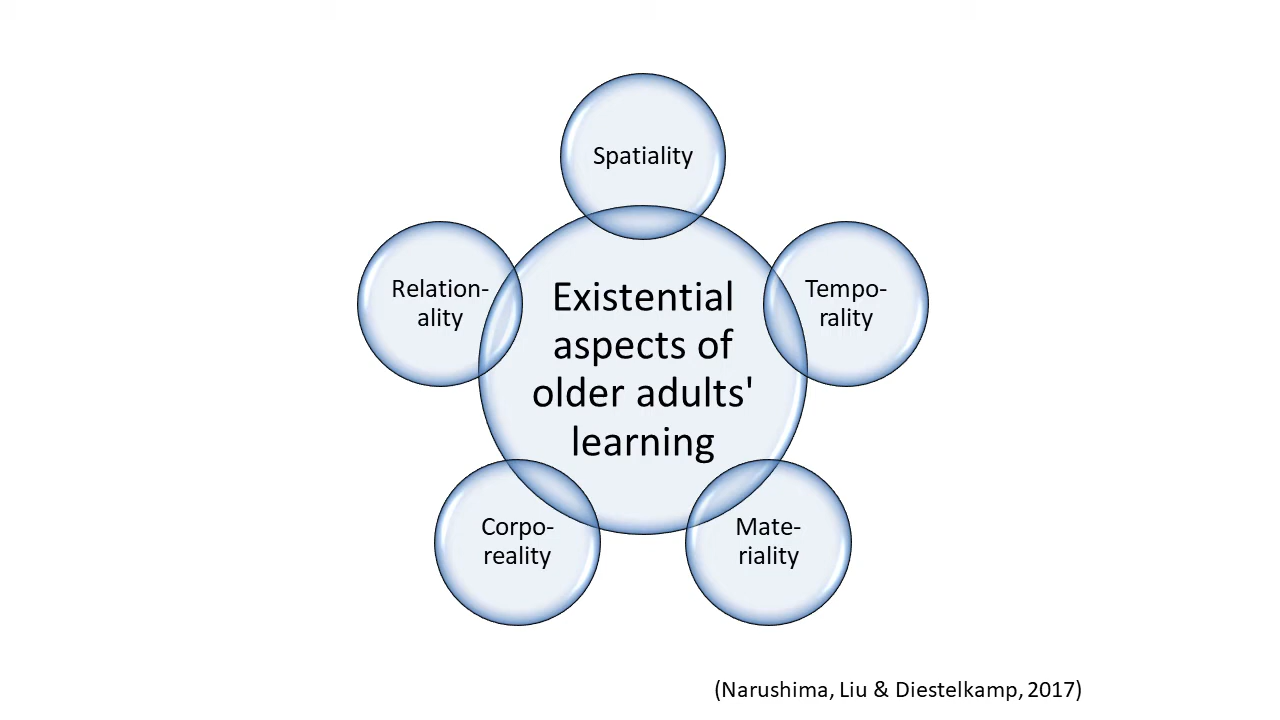 Spatiality
Relation-
ality
Existential
aspects of
older adults'
learning
Tempo-
rality
Corpo-
reality
Mate-
riality
(Narushima, Liu & Diestelkamp, 2017)